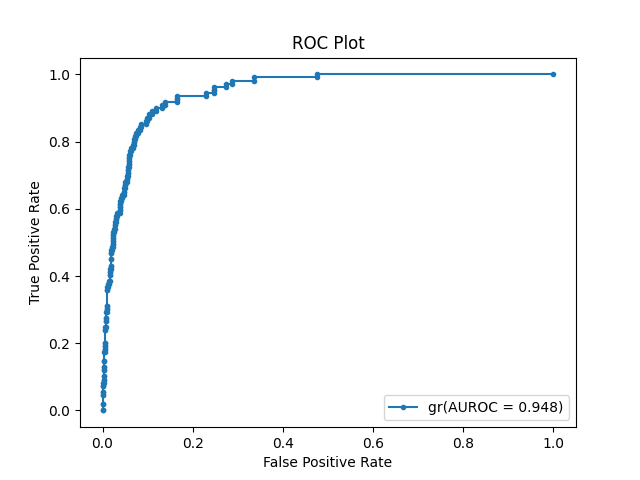 ROC Plot
1.0
0.8
0.6
0.4
0.2
0.0
True Positive Rate
gr(AUROC = 0.948)
0.0 0.2 0.4 0.6 0.8 1.0
False Positive Rate